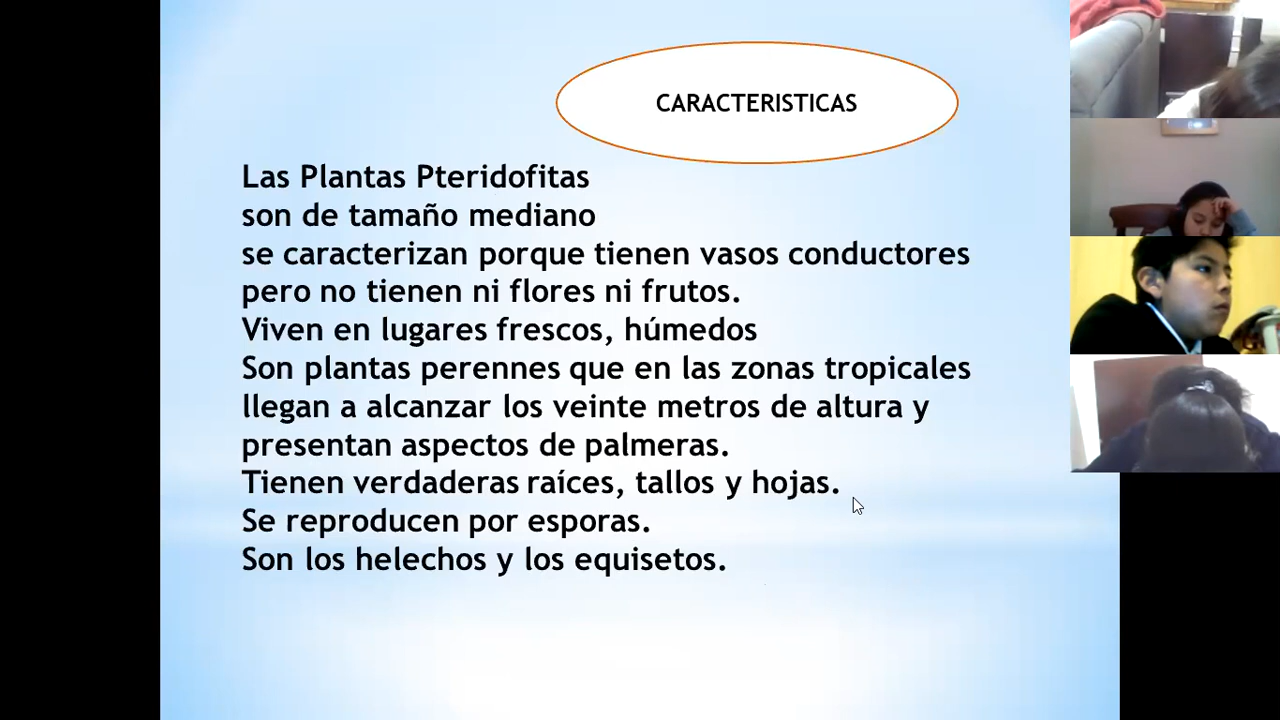 CARACTERISTICAS
Las Plantas Pteridofitas
son de tamaño mediano
se caracterizan porque tienen vasos conductores
pero no tienen ni flores ni frutos.
Viven en lugares frescos, húmedos
Son plantas perennes que en las zonas tropicales
llegan a alcanzar los veinte metros de altura y
presentan aspectos de palmeras.
Tienen verdaderas raíces, tallos y hojas.
Se reproducen por esporas.
Son los helechos y los equisetos.